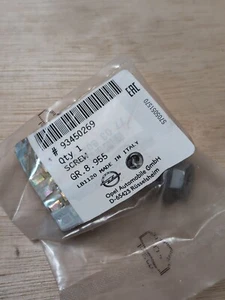 # 93450269
Qty 1
SCREW
GR.8.955
LB1120 MADE IN ITALY
Opel Automobile GmbH
D-65423 Rüsselsheim
EAC